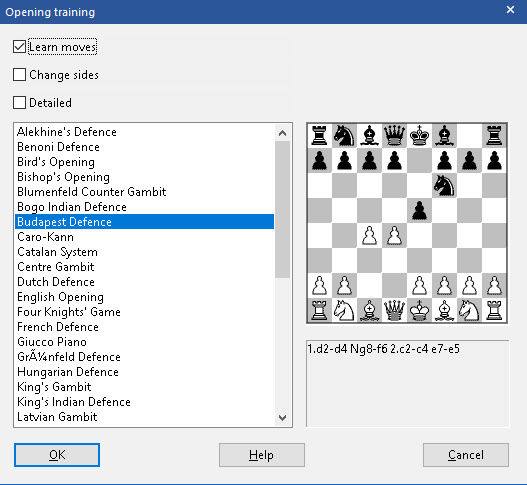 Opening training
Learn moves
Change sides
Detailed
Alekhine's Defence
Benoni Defence
Bird's Opening
Bishop's Opening
Blumenfeld Counter Gambit
Bogo Indian Defence
Budapest Defence
Caro-Kann
Catalan System
Centre Gambit
Dutch Defence
English Opening
Four Knights' Game
French Defence
Giucco Piano
GrÃ¼nfeld Defence
Hungarian Defence
King's Gambit
King's Indian Defence
Latvian Gambit
1.d2-d4 Ng8-f6 2.c2-c4 e7-e5
OK
Help
Cancel